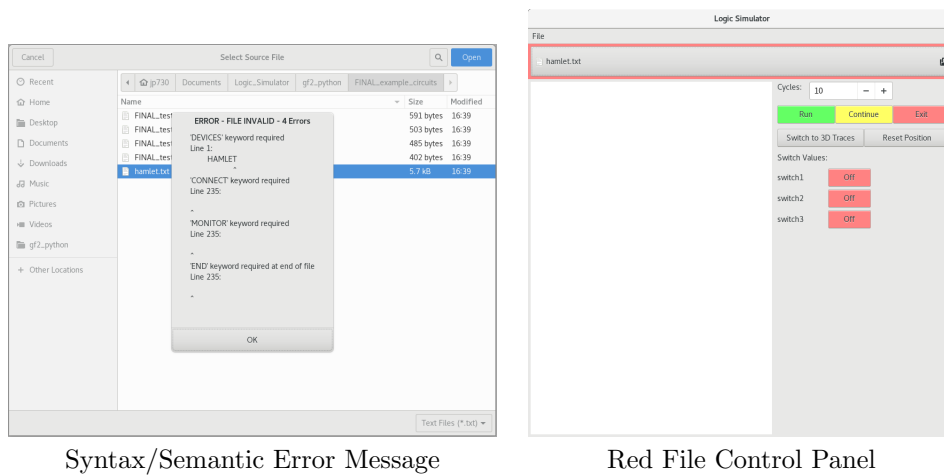 Cancel
Select Source File
Open
Recent
Home
Desktop
Documents
Downloads
Music
Pictures
Videos
gf2_python
+ Other Locations
jp730 Documents Logic_Simulator gf2_python FINAL_example_circuits
Name Size Modified
FINAL_test 591 bytes 16:39
FINAL_test 503 bytes 16:39
FINAL_test 485 bytes 16:39
FINAL_test 402 bytes 16:39
hamlet.txt 5.7 kB 16:39
ERROR - FILE INVALID - 4 Errors
'DEVICES' keyword required
Line 1:
HAMLET
^
'CONNECT' keyword required
Line 235:
^
'MONITOR' keyword required
Line 235:
^
'END' keyword required at end of file
Line 235:
^
OK
Text Files (*.txt)
Syntax/Semantic Error Message
Logic Simulator
File
hamlet.txt
Cycles: 10 − +
Run Continue Exit
Switch to 3D Traces Reset Position
Switch Values:
switch1 Off
switch2 Off
switch3 Off
Red File Control Panel